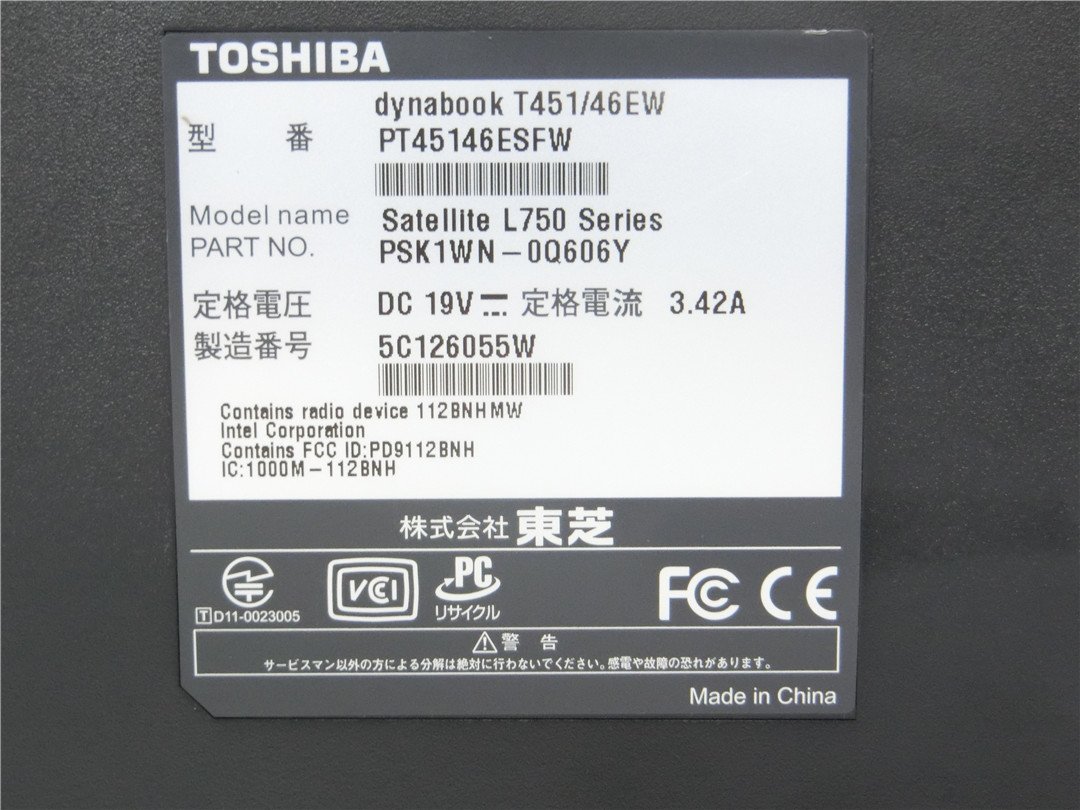 TOSHIBA
dynabook T451/46EW
型 番 PT45146ESFW
Model name Satellite L750 Series
PART NO. PSK1WN-0Q606Y
定格電圧 DC 19V 定格電流 3.42A
製造番号 5C126055W
Contains radio device 112BNHMW
Intel Corporation
Contains FCC ID:PD9112BNH
IC:1000M-112BNH
株式会社 東芝
T D11-0023005 VCCI PC リサイクル FC CE
警 告
サービスマン以外の方による分解は絶対に行わないでください。感電や故障の恐れがあります。
Made in China